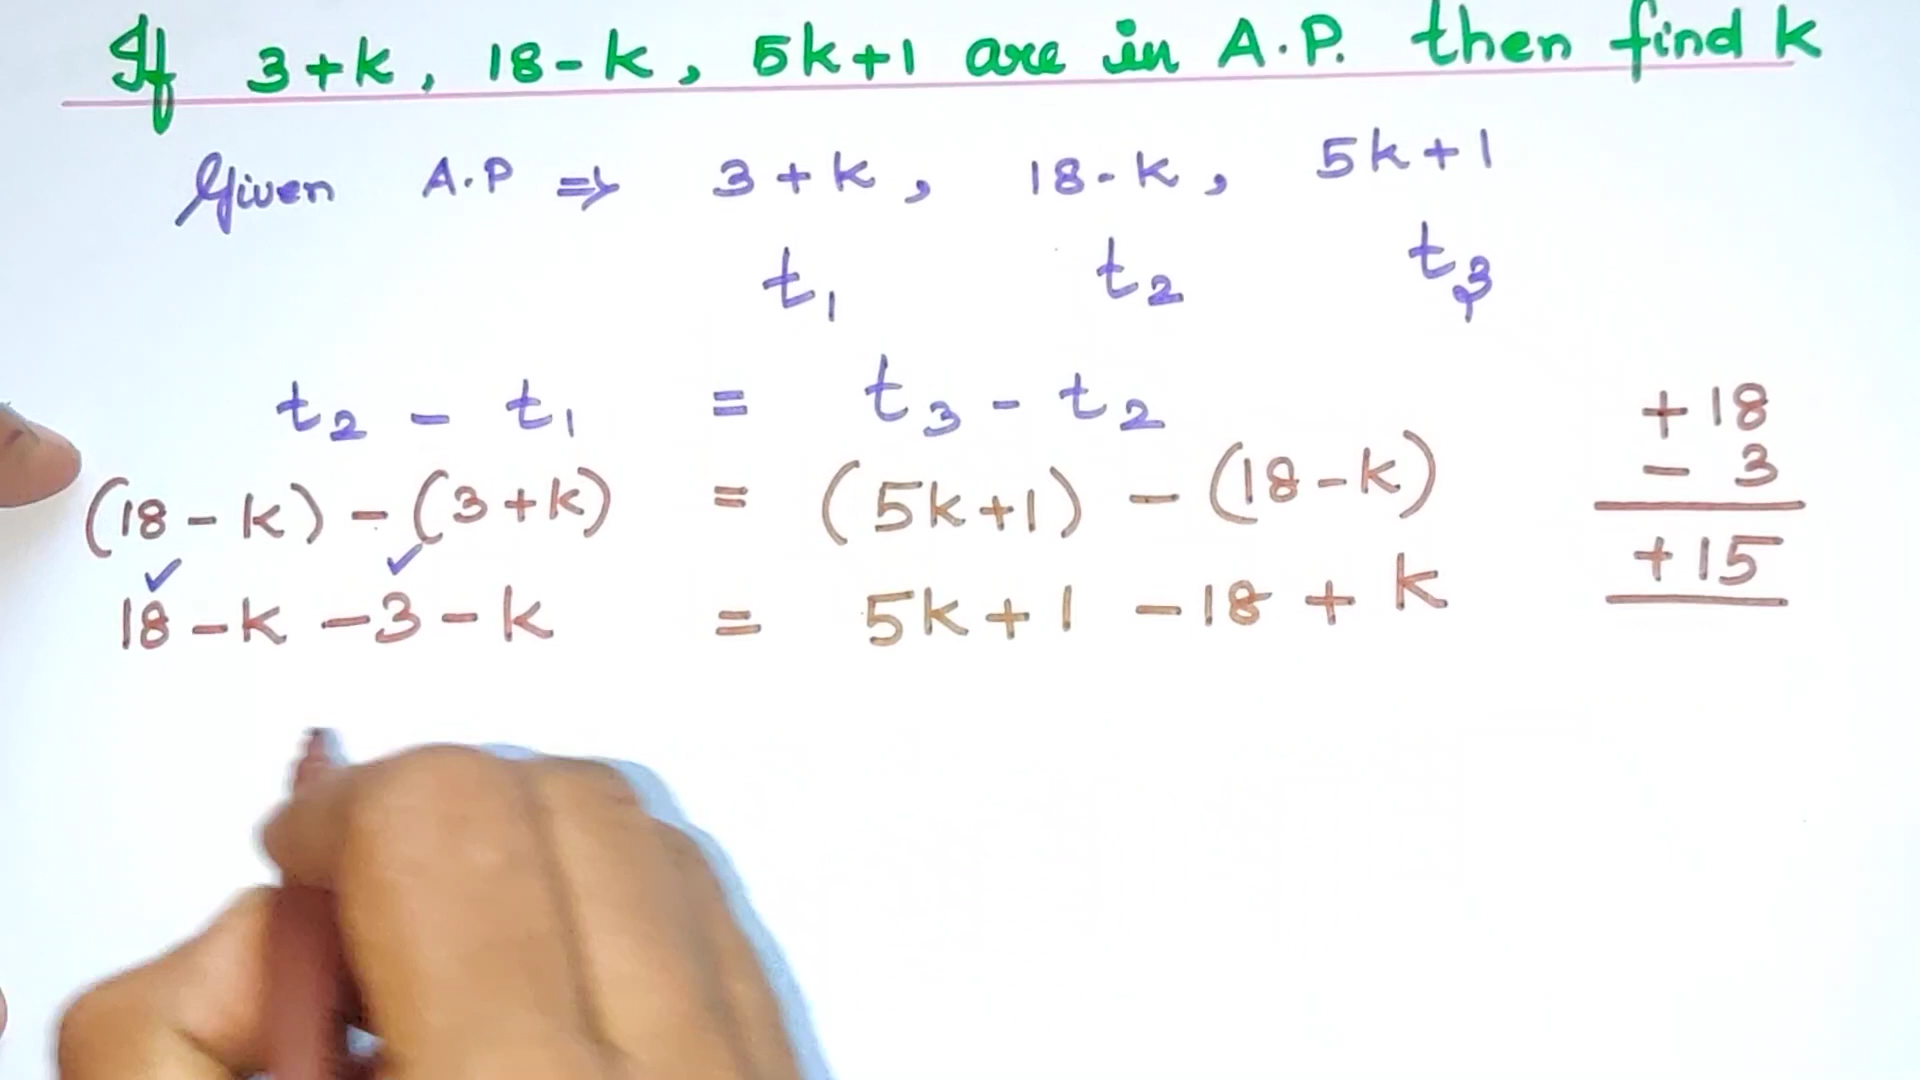 If 3+k, 18-k, 5k+1 are in A.P. then find k
Given A.P ⇒ 3+k, 18-k, 5k+1
t₁ t₂ t₃
t₂ - t₁ = t₃ - t₂
(18-k) - (3+k) = (5k+1) - (18-k)
18-k-3-k = 5k+1-18+k
+18
- 3
+15